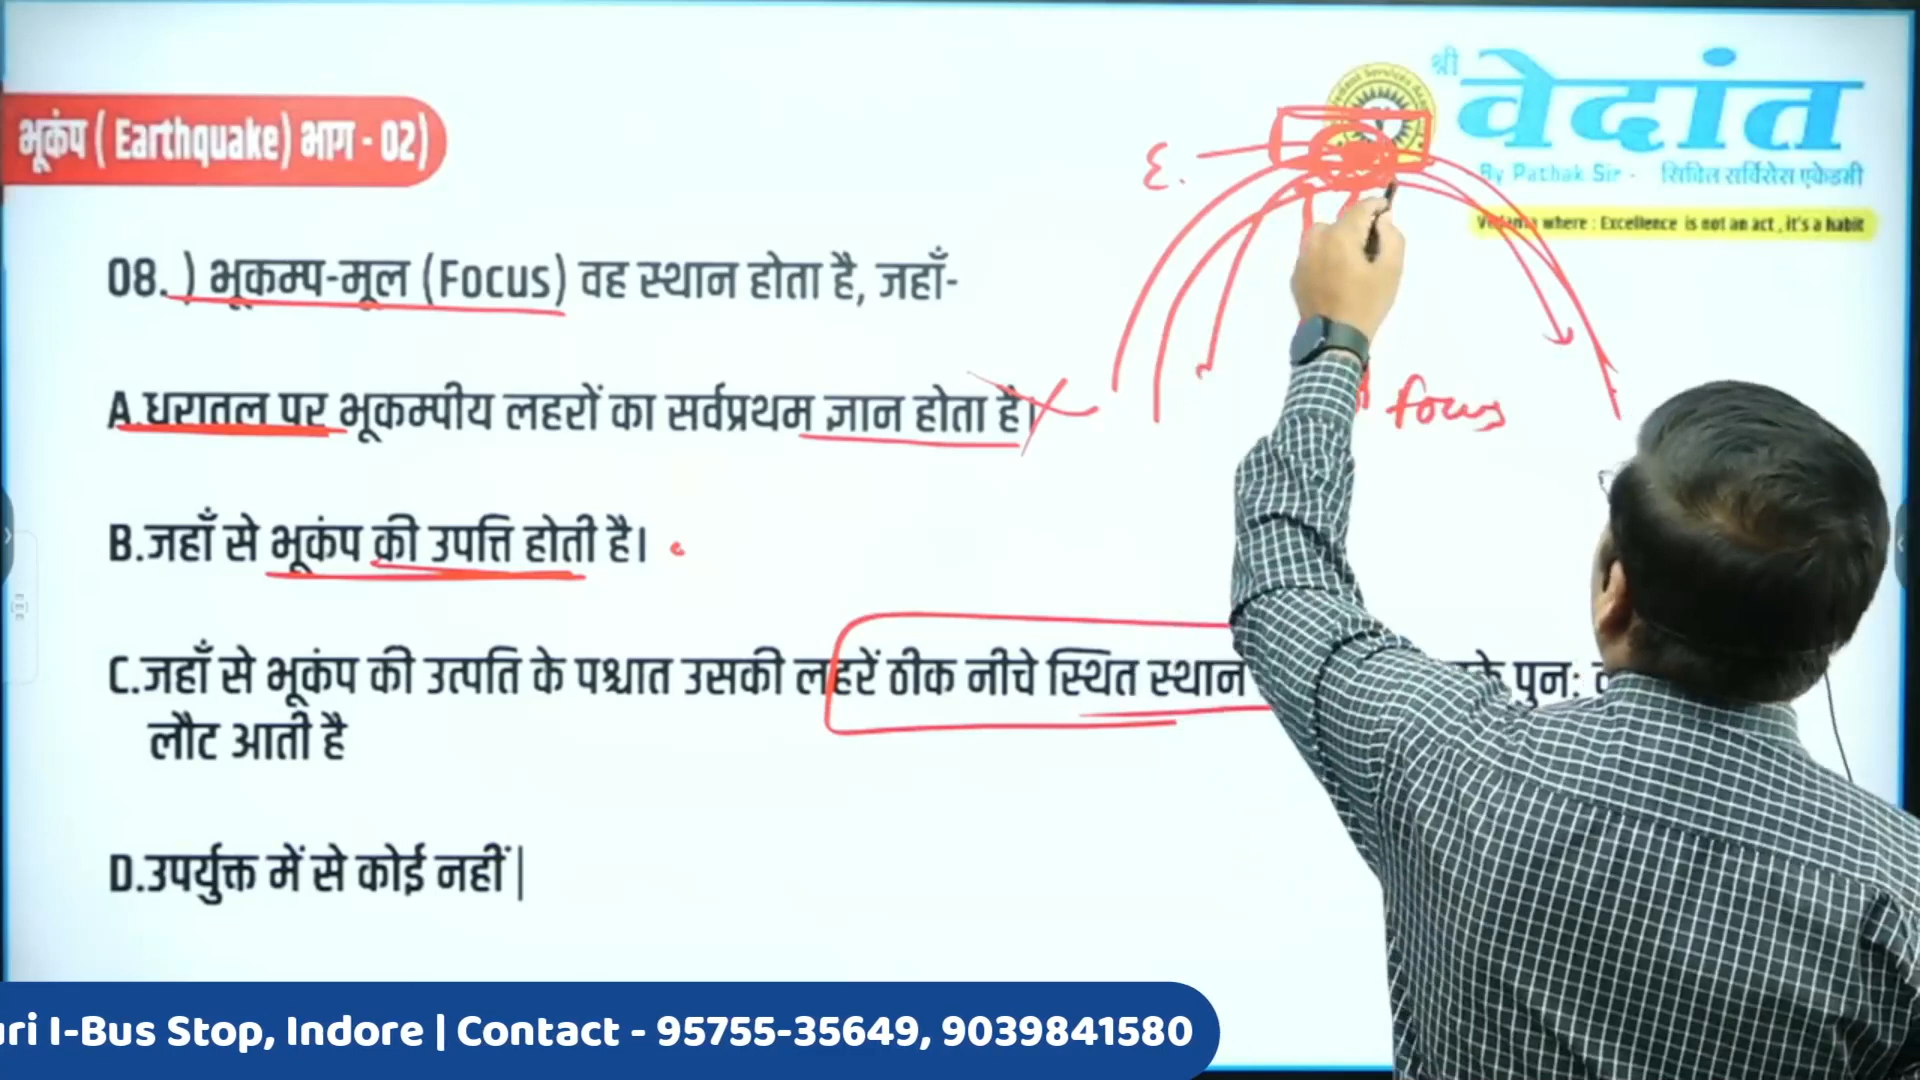 भूकंप ( Earthquake) भाग - 02)
श्री
वेदांत
By Pathak Sir - सिविल सर्विसेस एकेडमी
where : Excellence is not an act , it's a habit
E.
focus
08. ) भूकम्प-मूल (Focus) वह स्थान होता है, जहाँ-
A.धरातल पर भूकम्पीय लहरों का सर्वप्रथम ज्ञान होता है।
B.जहाँ से भूकंप की उपत्ति होती है।
C.जहाँ से भूकंप की उत्पति के पश्चात उसकी लहरें ठीक नीचे स्थित स्थान पुनः
लौट आती है
D.उपर्युक्त में से कोई नहीं|
I-Bus Stop, Indore | Contact - 95755-35649, 9039841580